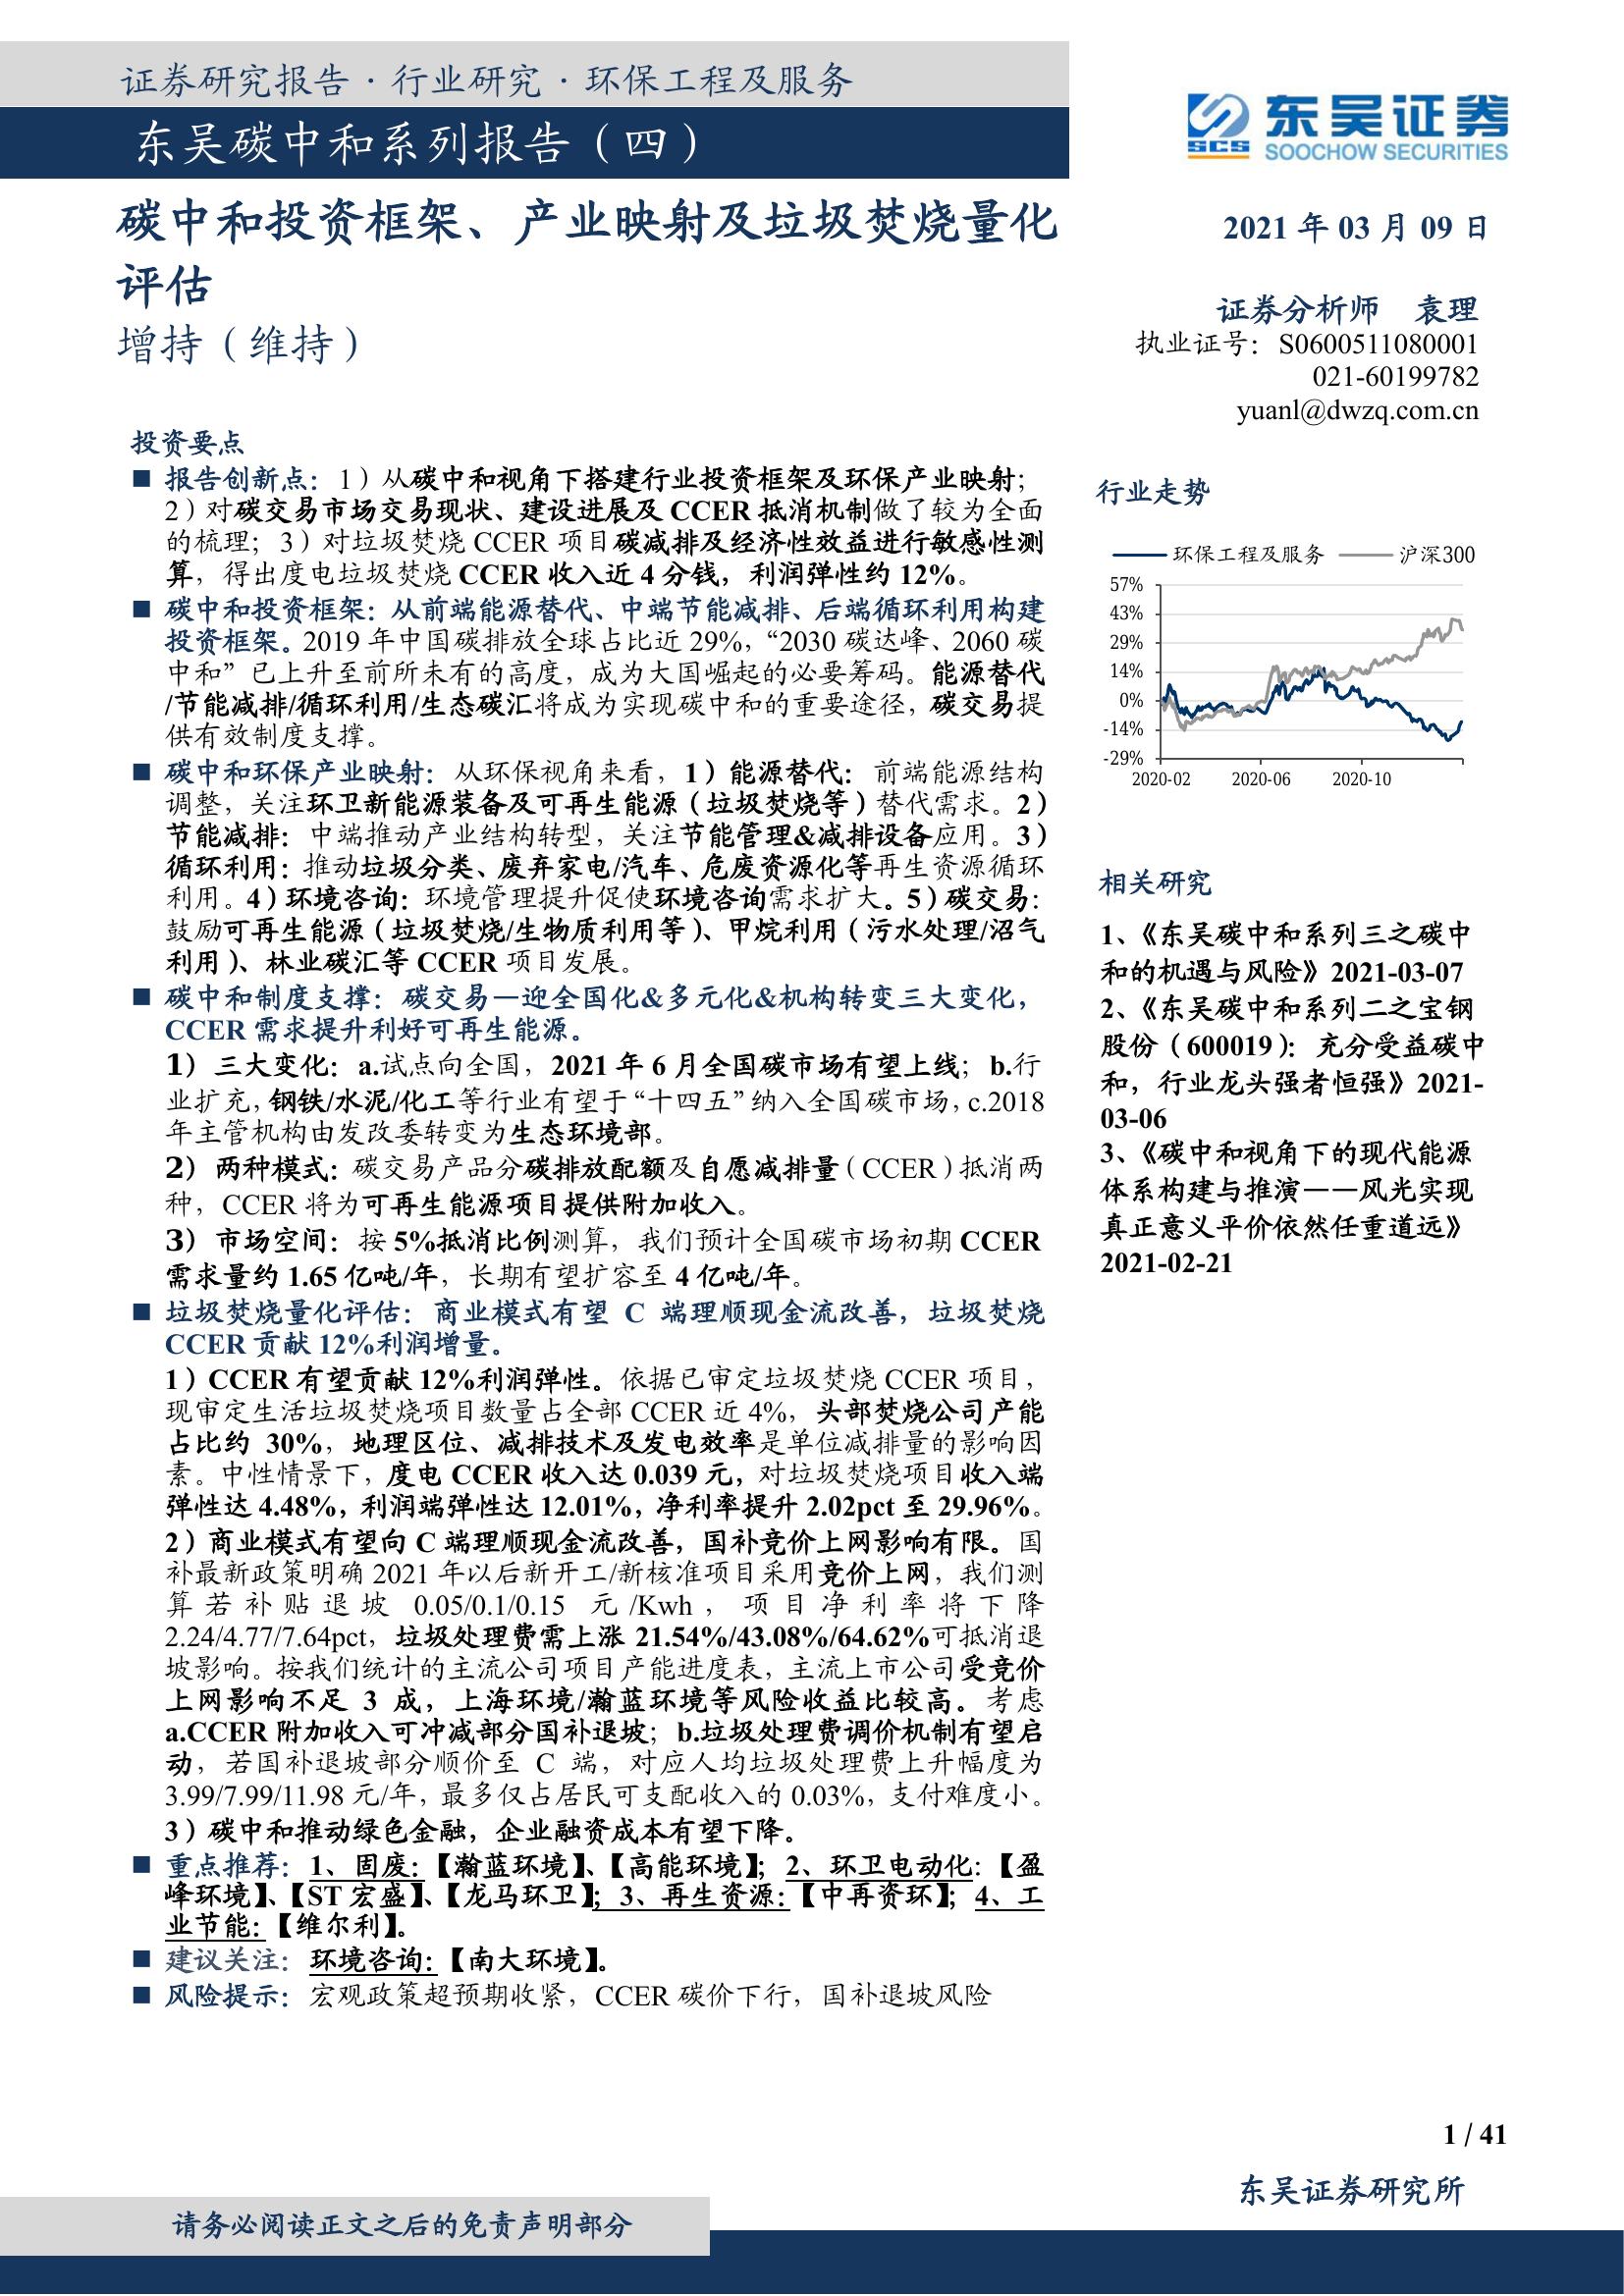 证券研究报告·行业研究·环保工程及服务
东吴碳中和系列报告（四）
东吴证券
SCS
SOOCHOW SECURITIES
碳中和投资框架、产业映射及垃圾焚烧量化
评估
增持（维持）
2021 年 03 月 09 日
证券分析师 袁理
执业证号：S0600511080001
021-60199782
yuanl@dwzq.com.cn
投资要点
■ 报告创新点：1）从碳中和视角下搭建行业投资框架及环保产业映射；
2）对碳交易市场交易现状、建设进展及 CCER 抵消机制做了较为全面
的梳理；3）对垃圾焚烧 CCER 项目碳减排及经济性效益进行敏感性测
算，得出度电垃圾焚烧 CCER 收入近 4 分钱，利润弹性约 12%。
■ 碳中和投资框架：从前端能源替代、中端节能减排、后端循环利用构建
投资框架。2019 年中国碳排放全球占比近 29%，“2030 碳达峰、2060 碳
中和”已上升至前所未有的高度，成为大国崛起的必要筹码。能源替代
/节能减排/循环利用/生态碳汇将成为实现碳中和的重要途径，碳交易提
供有效制度支撑。
■ 碳中和环保产业映射：从环保视角来看，1）能源替代：前端能源结构
调整，关注环卫新能源装备及可再生能源（垃圾焚烧等）替代需求。2）
节能减排：中端推动产业结构转型，关注节能管理&减排设备应用。3）
循环利用：推动垃圾分类、废弃家电/汽车、危废资源化等再生资源循环
利用。4）环境咨询：环境管理提升促使环境咨询需求扩大。5）碳交易：
鼓励可再生能源（垃圾焚烧/生物质利用等）、甲烷利用（污水处理/沼气
利用）、林业碳汇等 CCER 项目发展。
■ 碳中和制度支撑：碳交易—迎全国化&多元化&机构转变三大变化，
CCER 需求提升利好可再生能源。
1）三大变化：a.试点向全国，2021 年 6 月全国碳市场有望上线；b.行
业扩充，钢铁/水泥/化工等行业有望于“十四五”纳入全国碳市场，c.2018
年主管机构由发改委转变为生态环境部。
2）两种模式：碳交易产品分碳排放配额及自愿减排量（CCER）抵消两
种，CCER 将为可再生能源项目提供附加收入。
3）市场空间：按 5%抵消比例测算，我们预计全国碳市场初期 CCER
需求量约 1.65 亿吨/年，长期有望扩容至 4 亿吨/年。
■ 垃圾焚烧量化评估：商业模式有望 C 端理顺现金流改善，垃圾焚烧
CCER 贡献 12%利润增量。
1）CCER 有望贡献 12%利润弹性。依据已审定垃圾焚烧 CCER 项目，
现审定生活垃圾焚烧项目数量占全部 CCER 近 4%，头部焚烧公司产能
占比约 30%，地理区位、减排技术及发电效率是单位减排量的影响因
素。中性情景下，度电 CCER 收入达 0.039 元，对垃圾焚烧项目收入端
弹性达 4.48%，利润端弹性达 12.01%，净利率提升 2.02pct 至 29.96%。
2）商业模式有望向 C 端理顺现金流改善，国补竞价上网影响有限。国
补最新政策明确 2021 年以后新开工/新核准项目采用竞价上网，我们测
算若补贴退坡 0.05/0.1/0.15 元/Kwh，项目净利率将下降
2.24/4.77/7.64pct，垃圾处理费需上涨 21.54%/43.08%/64.62%可抵消退
坡影响。按我们统计的主流公司项目产能进度表，主流上市公司受竞价
上网影响不足 3 成，上海环境/瀚蓝环境等风险收益比较高。考虑
a.CCER 附加收入可冲减部分国补退坡；b.垃圾处理费调价机制有望启
动，若国补退坡部分顺价至 C 端，对应人均垃圾处理费上升幅度为
3.99/7.99/11.98 元/年，最多仅占居民可支配收入的 0.03%，支付难度小。
3）碳中和推动绿色金融，企业融资成本有望下降。
■ 重点推荐：1、固废：【瀚蓝环境】、【高能环境】；2、环卫电动化：【盈
峰环境】、【ST 宏盛】、【龙马环卫】；3、再生资源：【中再资环】；4、工
业节能：【维尔利】。
■ 建议关注：环境咨询：【南大环境】。
■ 风险提示：宏观政策超预期收紧，CCER 碳价下行，国补退坡风险
行业走势
环保工程及服务 沪深300
57%
43%
29%
14%
0%
-14%
-29%
2020-02 2020-06 2020-10
相关研究
1、《东吴碳中和系列三之碳中
和的机遇与风险》2021-03-07
2、《东吴碳中和系列二之宝钢
股份（600019）：充分受益碳中
和，行业龙头强者恒强》2021-
03-06
3、《碳中和视角下的现代能源
体系构建与推演——风光实现
真正意义平价依然任重道远》
2021-02-21
1 / 41
东吴证券研究所
请务必阅读正文之后的免责声明部分